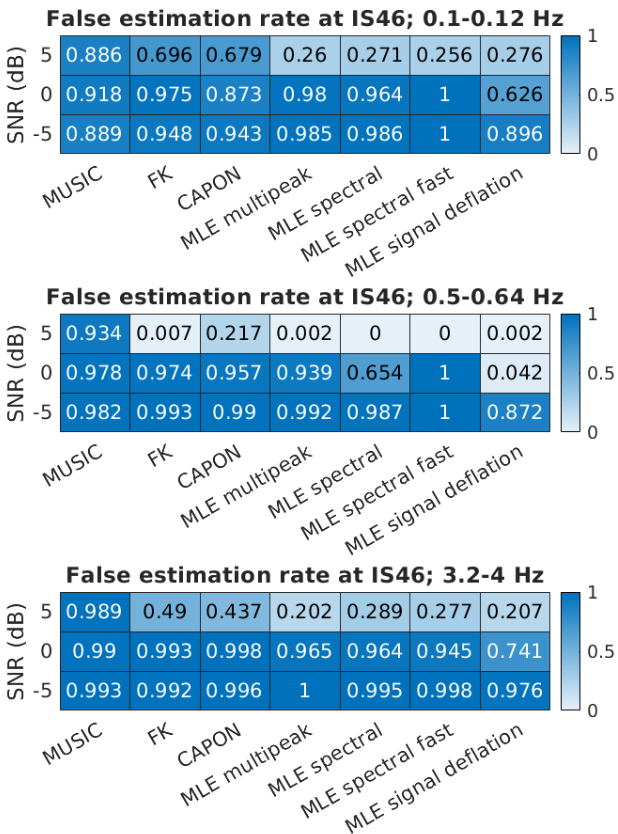 False estimation rate at IS46; 0.1-0.12 Hz
SNR (dB)
5 0.886 0.696 0.679 0.26 0.271 0.256 0.276
0 0.918 0.975 0.873 0.98 0.964 1 0.626
-5 0.889 0.948 0.943 0.985 0.986 1 0.896
1
0.5
0
MUSIC
FK
CAPON
MLE multipeak
MLE spectral
MLE spectral fast
MLE signal deflation
False estimation rate at IS46; 0.5-0.64 Hz
SNR (dB)
5 0.934 0.007 0.217 0.002 0 0 0.002
0 0.978 0.974 0.957 0.939 0.654 1 0.042
-5 0.982 0.993 0.99 0.992 0.987 1 0.872
1
0.5
0
MUSIC
FK
CAPON
MLE multipeak
MLE spectral
MLE spectral fast
MLE signal deflation
False estimation rate at IS46; 3.2-4 Hz
SNR (dB)
5 0.989 0.49 0.437 0.202 0.289 0.277 0.207
0 0.99 0.993 0.998 0.965 0.964 0.945 0.741
-5 0.993 0.992 0.996 1 0.995 0.998 0.976
1
0.5
0
MUSIC
FK
CAPON
MLE multipeak
MLE spectral
MLE spectral fast
MLE signal deflation